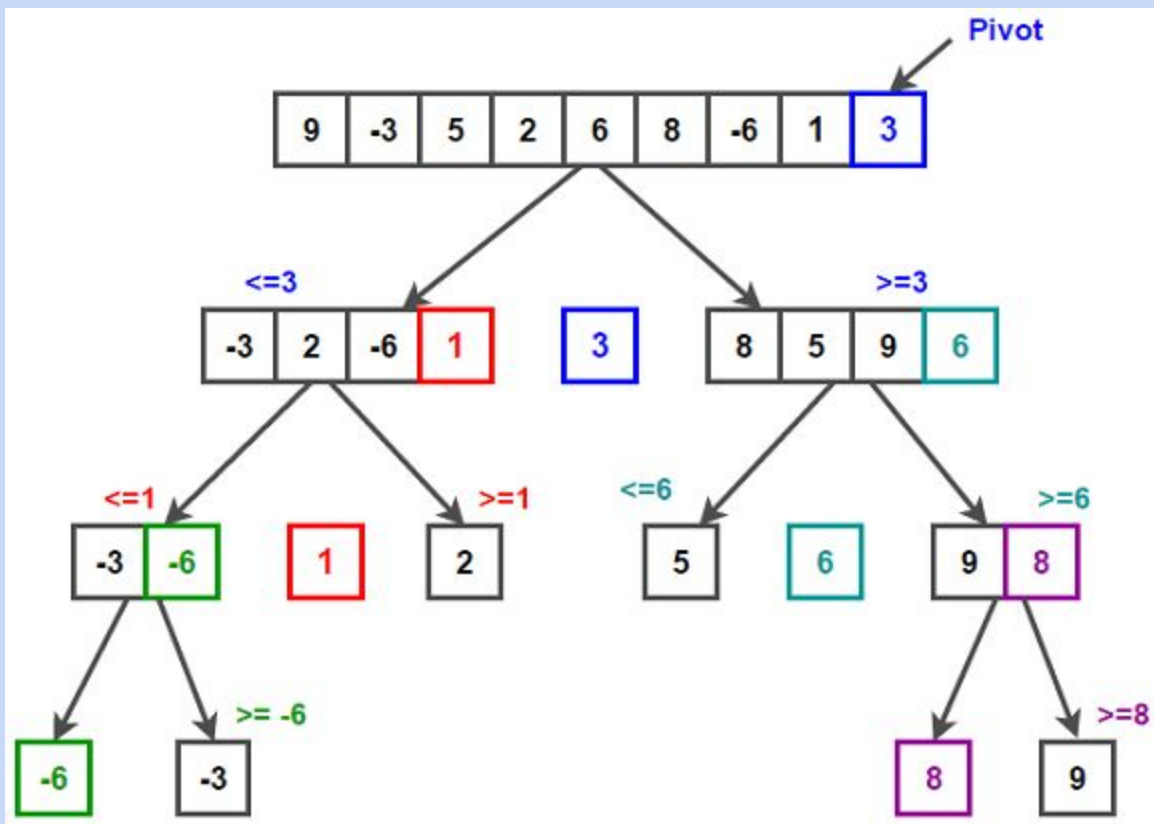 Pivot
9 -3 5 2 6 8 -6 1 3
<=3 >=3
-3 2 -6 1 3 8 5 9 6
<=1 >=1 <=6 >=6
-3 -6 1 2 5 6 9 8
>= -6 >=8
-6 -3 8 9